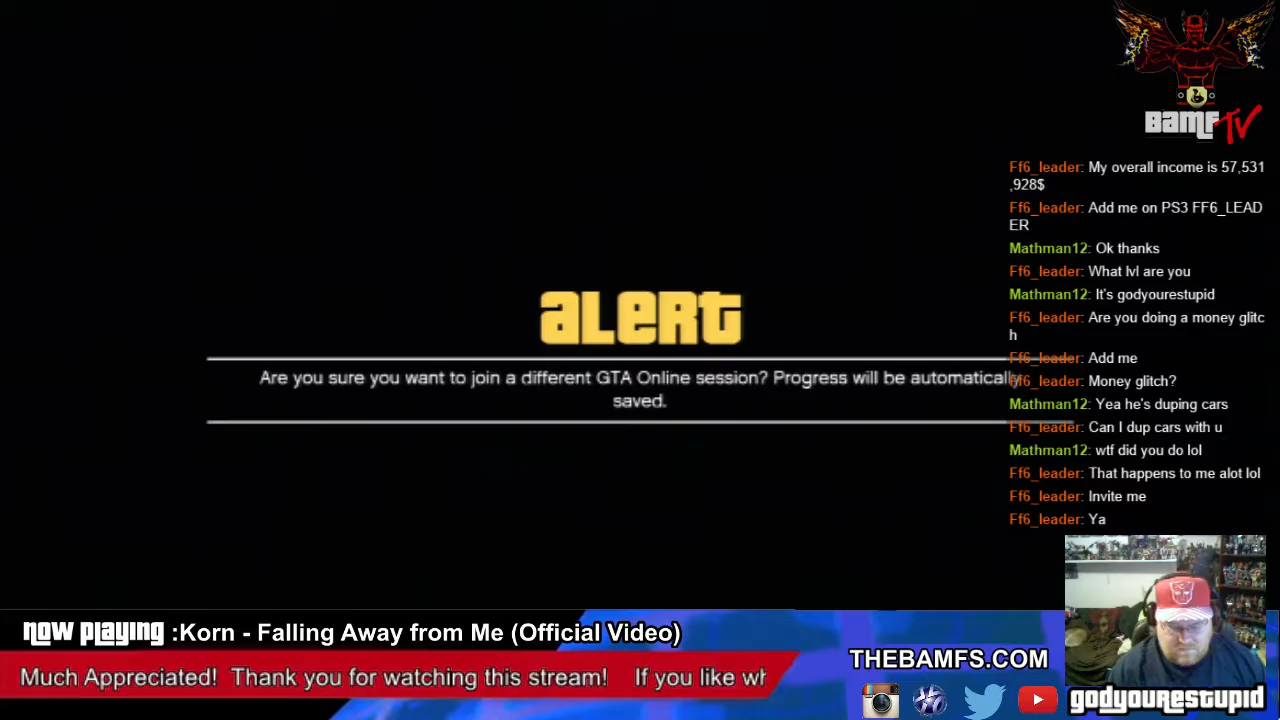 BAMF TV
Ff6_leader: My overall income is 57,531
,928$
Ff6_leader: Add me on PS3 FF6_LEAD
ER
Mathman12: Ok thanks
Ff6_leader: What lvl are you
Mathman12: It's godyourestupid
Ff6_leader: Are you doing a money glitc
h
Ff6_leader: Add me
Ff6_leader: Money glitch?
Mathman12: Yea he's duping cars
Ff6_leader: Can I dup cars with u
Mathman12: wtf did you do lol
Ff6_leader: That happens to me alot lol
Ff6_leader: Invite me
Ff6_leader: Ya
alert
Are you sure you want to join a different GTA Online session? Progress will be automatically
saved.
now playing :Korn - Falling Away from Me (Official Video)
Much Appreciated! Thank you for watching this stream! If you like wh
THEBAMFS.COM
godyourestupid